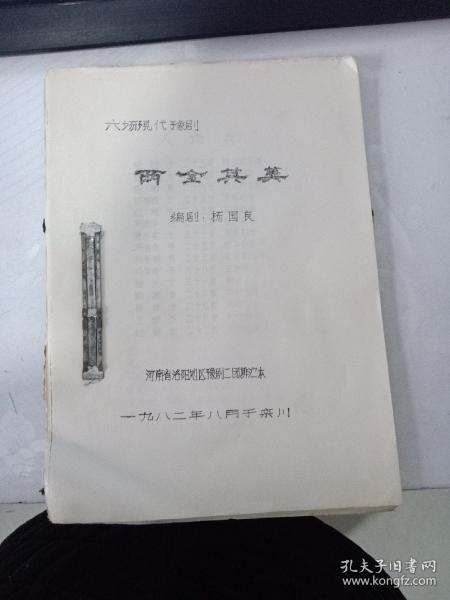 六场现代豫剧
两全其美
编剧：杨国良
河南省洛阳地区豫剧二团演出本
一九八二年八月于栾川
孔夫子旧书网
www.kongfz.com